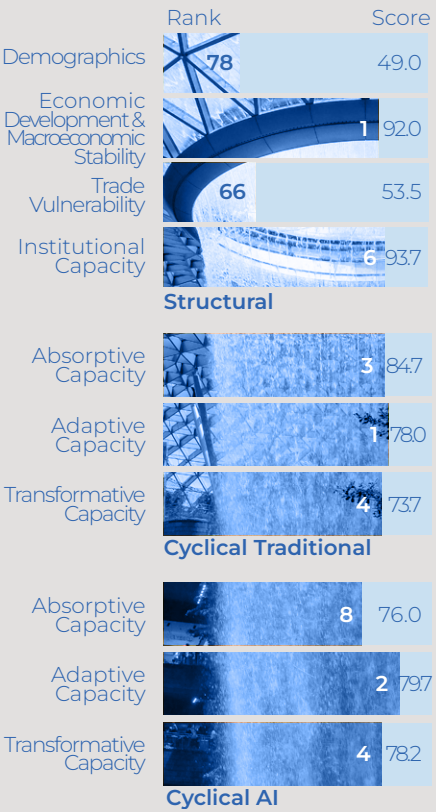 Rank Score
Demographics 78 49.0
Economic
Development &
Macroeconomic
Stability 1 92.0
Trade
Vulnerability 66 53.5
Institutional
Capacity 6 93.7
Structural
Absorptive
Capacity 3 84.7
Adaptive
Capacity 1 78.0
Transformative
Capacity 4 73.7
Cyclical Traditional
Absorptive
Capacity 8 76.0
Adaptive
Capacity 2 79.7
Transformative
Capacity 4 78.2
Cyclical AI